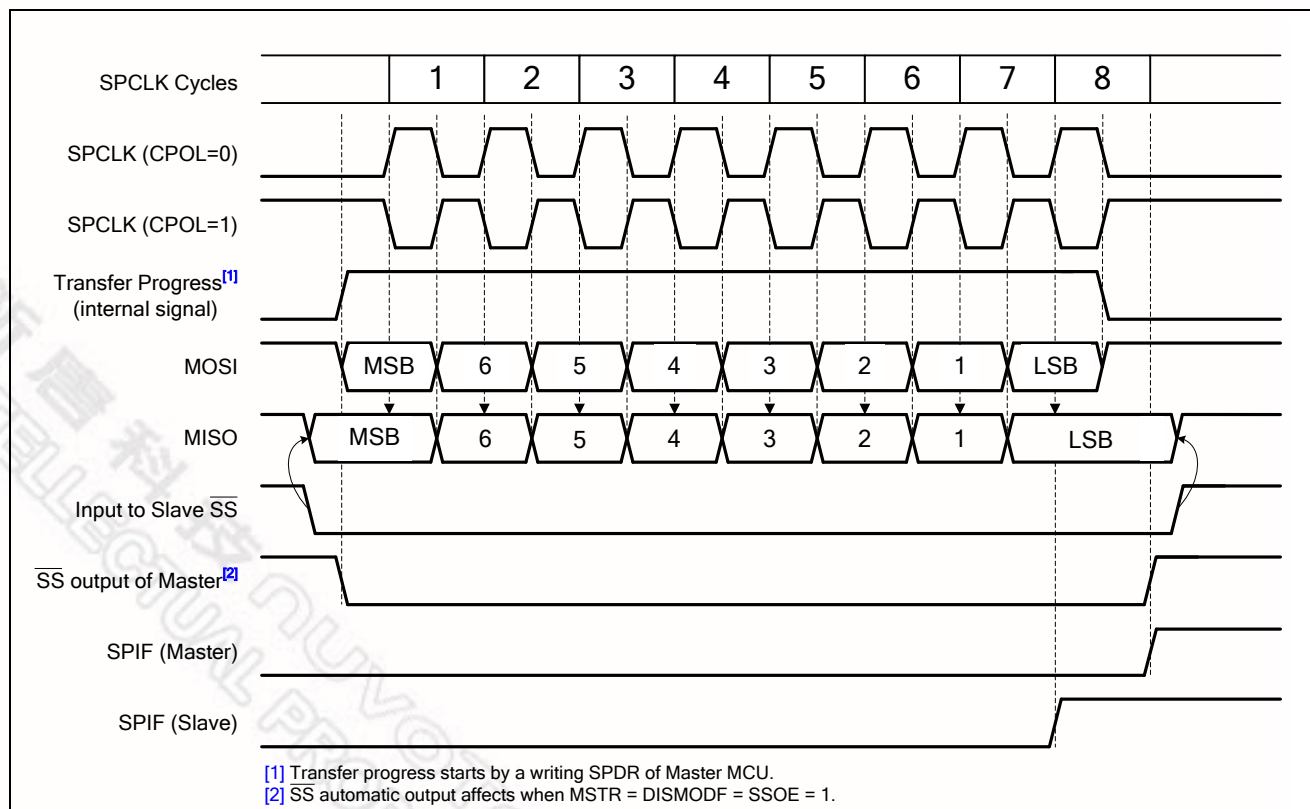 SPCLK Cycles 1 2 3 4 5 6 7 8
SPCLK (CPOL=0)
SPCLK (CPOL=1)
Transfer Progress[1]
(internal signal)
MOSI MSB 6 5 4 3 2 1 LSB
MISO MSB 6 5 4 3 2 1 LSB
Input to Slave S̅S̅
S̅S̅ output of Master[2]
SPIF (Master)
SPIF (Slave)
[1] Transfer progress starts by a writing SPDR of Master MCU.
[2] S̅S̅ automatic output affects when MSTR = DISMODF = SSOE = 1.